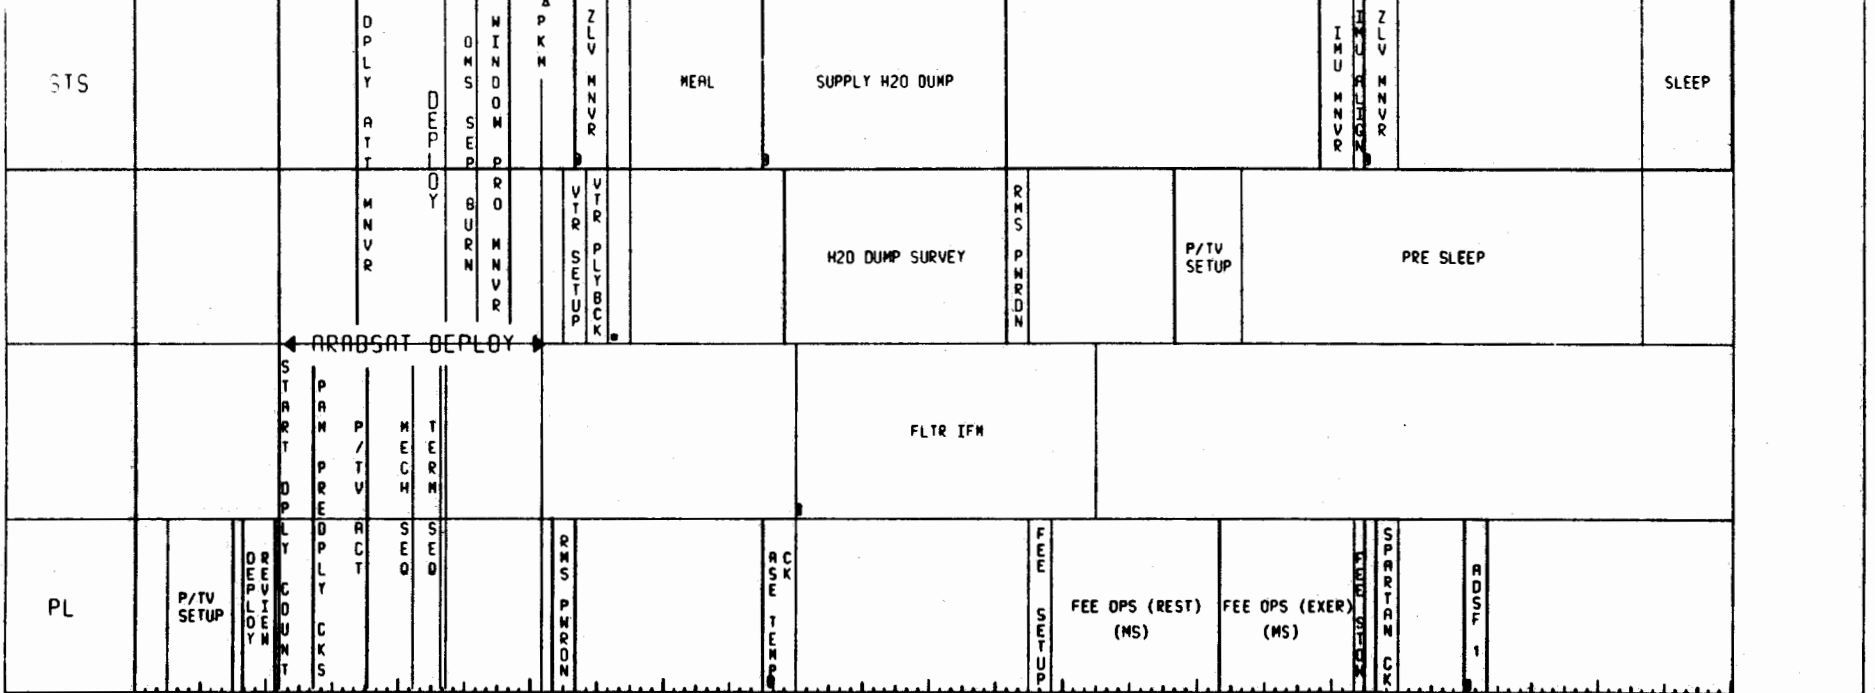 STS
DPLY ATT MNVR
DEPLOY
OMS SEP BURN
WINDOW PRO MNVR
PKM
ZLV MNVR
MEAL
SUPPLY H2O DUMP
IMU MNVR
IMU ALIGN
ZLV MNVR
SLEEP
VTR SETUP
VTR PLYBCK
H2O DUMP SURVEY
RMS PWRDN
P/TV
SETUP
PRE SLEEP
ARABSAT DEPLOY
START DPLY COUNT
PAM PREDPLY CKS
P/TV ACT
MECH SEQ
TERM SEQ
FLTR IFM
PL
P/TV
SETUP
DEPLOY
REVIEW
RMS PWRDN
ASE TEMP
CK
FEE SETUP
FEE OPS (REST)
(MS)
FEE OPS (EXER)
(MS)
FEE STOW
SPARTAN CK
ADSF 1